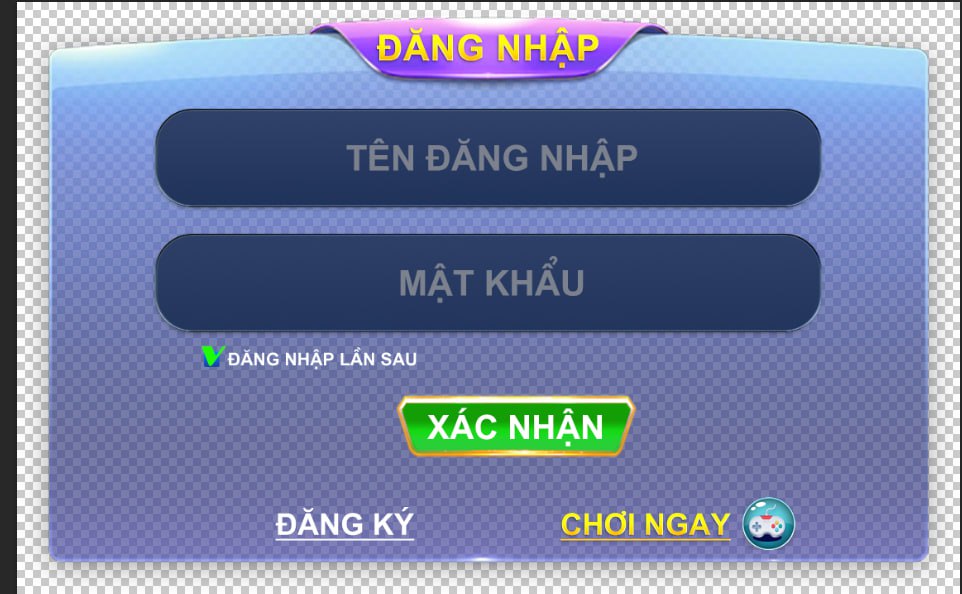 ĐĂNG NHẬP
TÊN ĐĂNG NHẬP
MẬT KHẨU
ĐĂNG NHẬP LẦN SAU
XÁC NHẬN
ĐĂNG KÝ
CHƠI NGAY